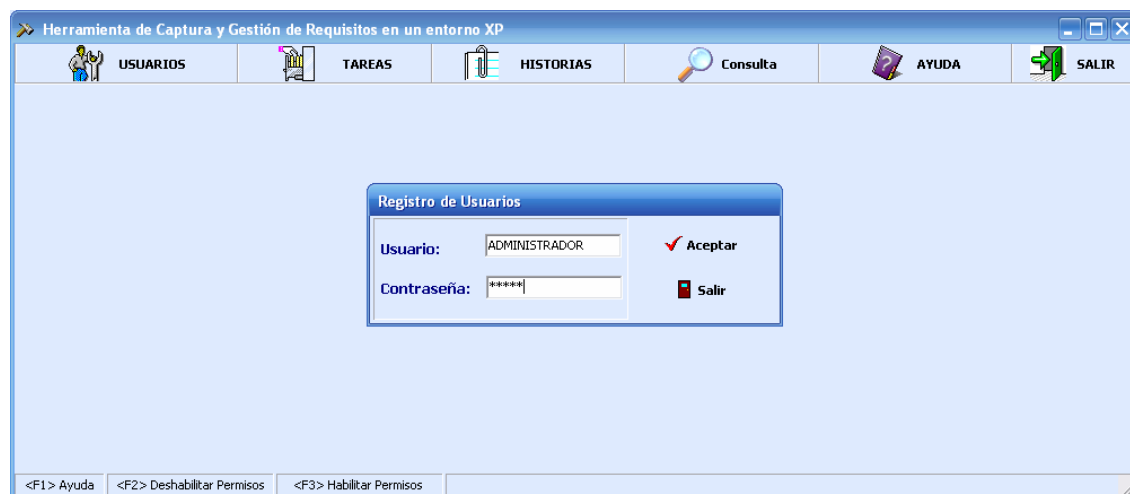 Herramienta de Captura y Gestión de Requisitos en un entorno XP
USUARIOS TAREAS HISTORIAS Consulta AYUDA SALIR
Registro de Usuarios
Usuario: ADMINISTRADOR Aceptar
Contraseña: ***** Salir
<F1> Ayuda <F2> Deshabilitar Permisos <F3> Habilitar Permisos